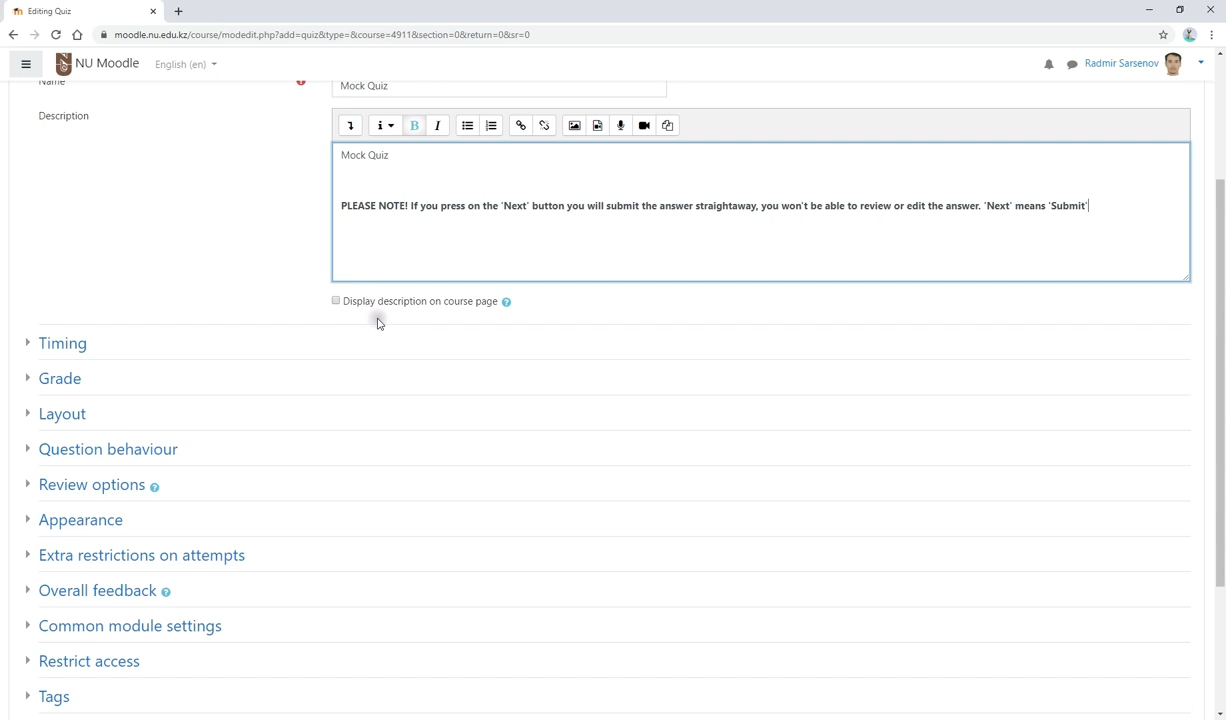 Editing Quiz
moodle.nu.edu.kz/course/modedit.php?add=quiz&type=&course=4911&section=0&return=0&sr=0
NU Moodle
English (en)
Radmir Sarsenov
Name
Mock Quiz
Description
Mock Quiz
PLEASE NOTE! If you press on the 'Next' button you will submit the answer straightaway, you won't be able to review or edit the answer. 'Next' means 'Submit'
Display description on course page
Timing
Grade
Layout
Question behaviour
Review options
Appearance
Extra restrictions on attempts
Overall feedback
Common module settings
Restrict access
Tags